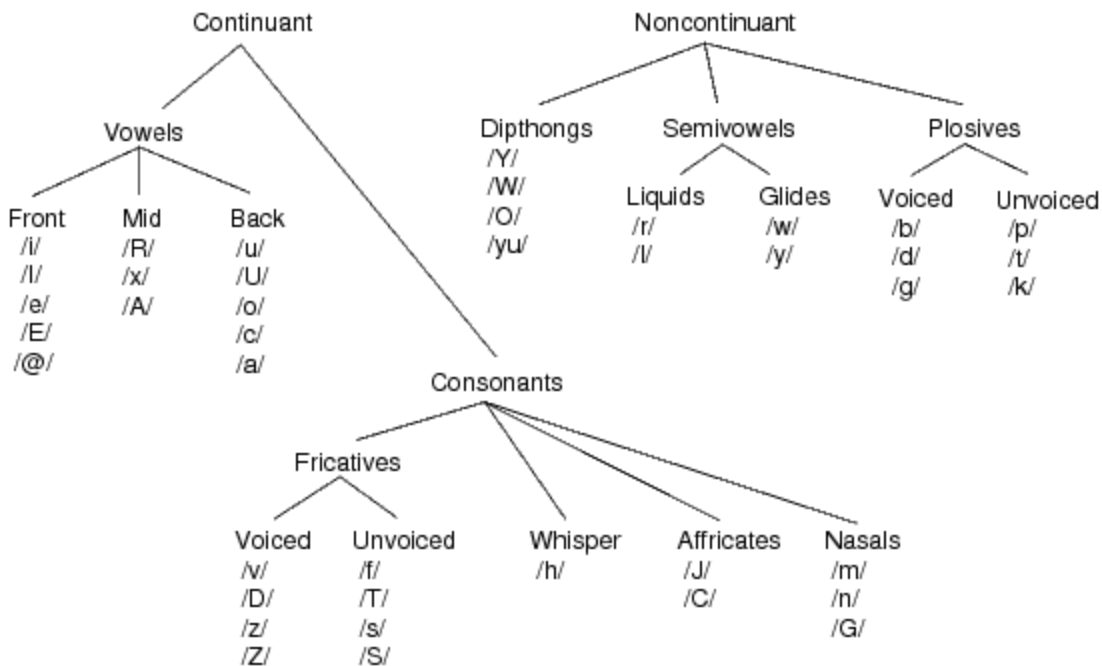 Continuant
Noncontinuant
Vowels
Dipthongs
/Y/
/W/
/O/
/yu/
Semivowels
Plosives
Liquids
/r/
/l/
Glides
/w/
/y/
Voiced
/b/
/d/
/g/
Unvoiced
/p/
/t/
/k/
Front
/i/
/I/
/e/
/E/
/@/
Mid
/R/
/x/
/A/
Back
/u/
/U/
/o/
/c/
/a/
Consonants
Fricatives
Voiced
/v/
/D/
/z/
/Z/
Unvoiced
/f/
/T/
/s/
/S/
Whisper
/h/
Affricates
/J/
/C/
Nasals
/m/
/n/
/G/